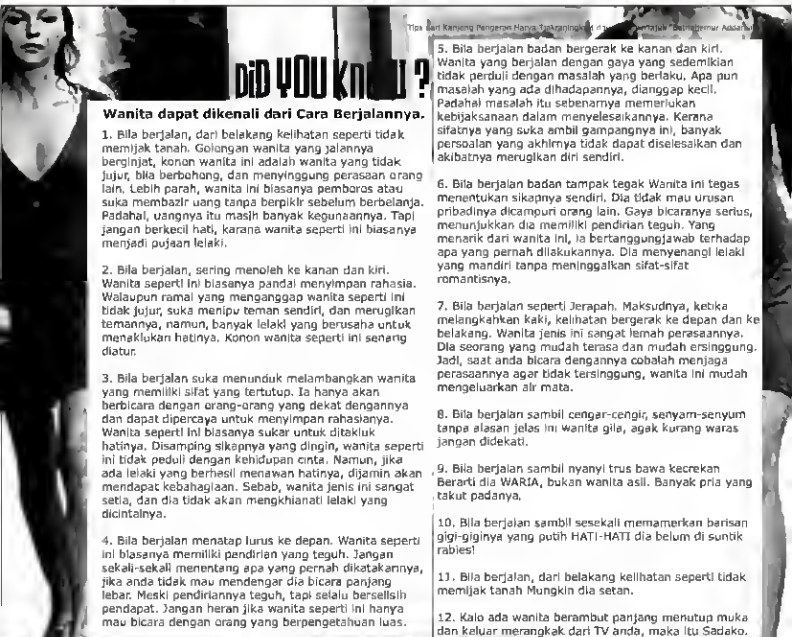 Tips dari Kanjeng Pangeran Harya Tjakraningkat
"Betaljemur Addam
DiD YOU KN ?
Wanita dapat dikenali dari Cara Berjalannya.
1. Bila berjalan, dari belakang kelihatan seperti tidak
memijak tanah. Golongan wanita yang jalannya
berginjat, konon wanita ini adalah wanita yang tidak
jujur, bila berbohong, dan menyinggung perasaan orang
lain. Lebih parah, wanita ini biasanya pemboros atau
suka membazir uang tanpa berpikir sebelum berbelanja.
Padahal, uangnya itu masih banyak kegunaannya. Tapi
jangan berkecil hati, karana wanita seperti ini biasanya
menjadi pujaan lelaki.
2. Bila berjalan, sering menoleh ke kanan dan kiri.
Wanita seperti ini biasanya pandai menyimpan rahasia.
Walaupun ramai yang menganggap wanita seperti ini
tidak jujur, suka menipu teman sendiri, dan merugikan
temannya, namun, banyak lelaki yang berusaha untuk
menaklukan hatinya. Konon wanita seperti ini senang
diatur.
3. Bila berjalan suka menunduk melambangkan wanita
yang memiliki sifat yang tertutup. Ia hanya akan
berbicara dengan orang-orang yang dekat dengannya
dan dapat dipercaya untuk menyimpan rahasianya.
Wanita seperti ini biasanya sukar untuk ditakluk
hatinya. Disamping sikapnya yang dingin, wanita seperti
ini tidak peduli dengan kehidupan cinta. Namun, jika
ada lelaki yang berhasil menawan hatinya, dijamin akan
mendapat kebahagiaan. Sebab, wanita jenis ini sangat
setia, dan dia tidak akan mengkhianati lelaki yang
dicintainya.
4. Bila berjalan menatap lurus ke depan. Wanita seperti
ini biasanya memiliki pendirian yang teguh. Jangan
sekali-sekali menentang apa yang pernah dikatakannya,
jika anda tidak mau mendengar dia bicara panjang
lebar. Meski pendiriannya teguh, tapi selalu berselisih
pendapat. Jangan heran jika wanita seperti ini hanya
mau bicara dengan orang yang berpengetahuan luas.
5. Bila berjalan badan bergerak ke kanan dan kiri.
Wanita yang berjalan dengan gaya yang sedemikian
tidak perduli dengan masalah yang berlaku, Apa pun
masalah yang ada dihadapannya, dianggap kecil.
Padahal masalah itu sebenarnya memerlukan
kebijaksanaan dalam menyelesaikannya. Kerana
sifatnya yang suka ambil gampangnya ini, banyak
persoalan yang akhirnya tidak dapat diselesaikan dan
akibatnya merugikan diri sendiri.
6. Bila berjalan badan tampak tegak Wanita ini tegas
menentukan sikapnya sendiri. Dia tidak mau urusan
pribadinya dicampuri orang lain. Gaya bicaranya serius,
menunjukkan dia memiliki pendirian teguh. Yang
menarik dari wanita ini, ia bertanggungjawab terhadap
apa yang pernah dilakukannya. Dia menyenangi lelaki
yang mandiri tanpa meninggalkan sifat-sifat
romantisnya.
7. Bila berjalan seperti Jerapah. Maksudnya, ketika
melangkahkan kaki, kelihatan bergerak ke depan dan ke
belakang. Wanita jenis ini sangat lemah perasaannya.
Dia seorang yang mudah terasa dan mudah ersinggung.
Jadi, saat anda bicara dengannya cobalah menjaga
perasaannya agar tidak tersinggung, wanita ini mudah
mengeluarkan air mata.
8. Bila berjalan sambil cengar-cengir, senyam-senyum
tanpa alasan jelas ini wanita gila, agak kurang waras
jangan didekati.
9. Bila berjalan sambil nyanyi trus bawa kecrekan
Berarti dia WARIA, bukan wanita asli. Banyak pria yang
takut padanya.
10. Bila berjalan sambil sesekali memamerkan barisan
gigi-giginya yang putih HATI-HATI dia belum di suntik
rabies!
11. Bila berjalan, dari belakang kelihatan seperti tidak
memijak tanah Mungkin dia setan.
12. Kalo ada wanita berambut panjang menutup muka
dan keluar merangkak dari TV anda, maka itu Sadako.